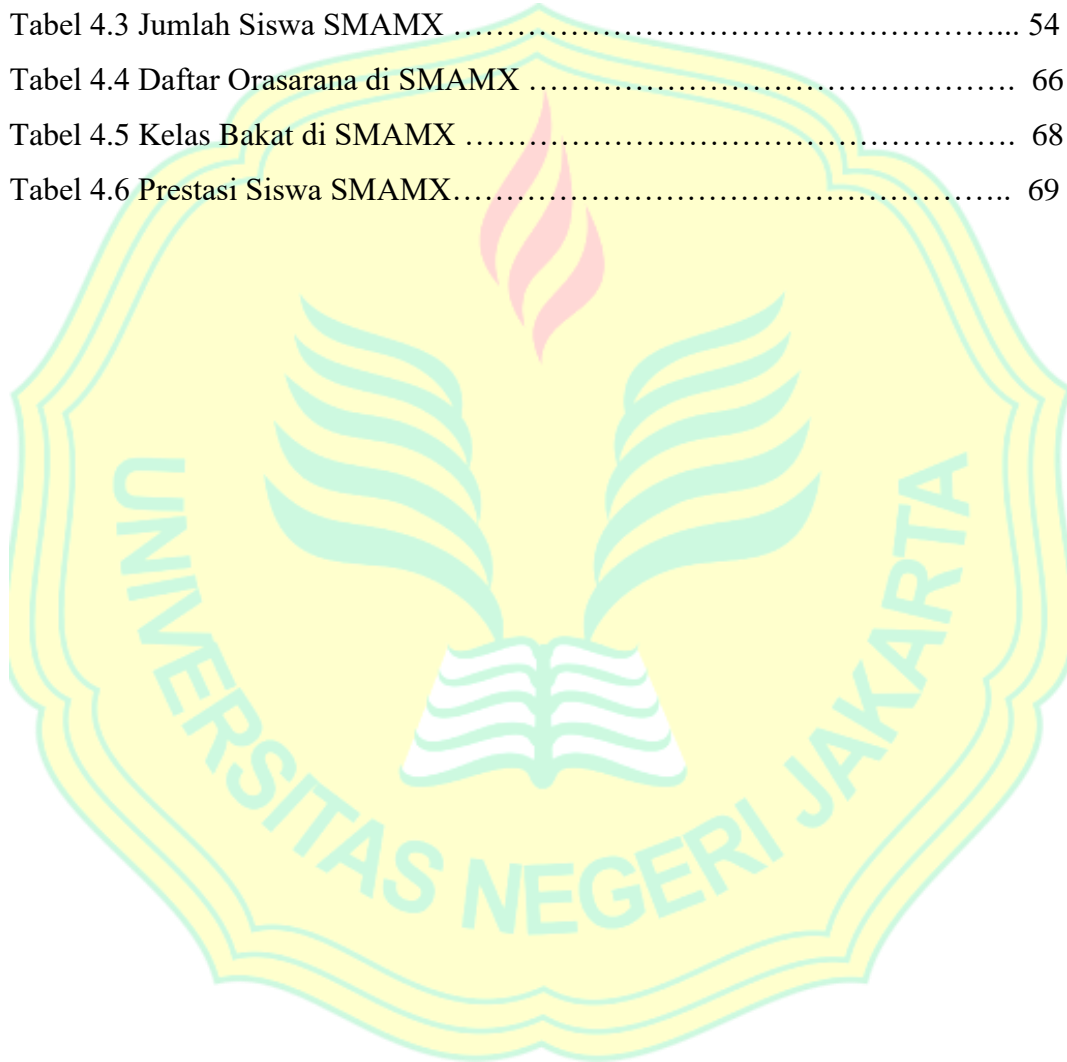 Tabel 4.3 Jumlah Siswa SMAMX ………………………………………………... 54
Tabel 4.4 Daftar Orasarana di SMAMX …………………………………………. 66
Tabel 4.5 Kelas Bakat di SMAMX ………………………………………………. 68
Tabel 4.6 Prestasi Siswa SMAMX……………………………………………….. 69
UNIVERSITAS NEGERI JAKARTA